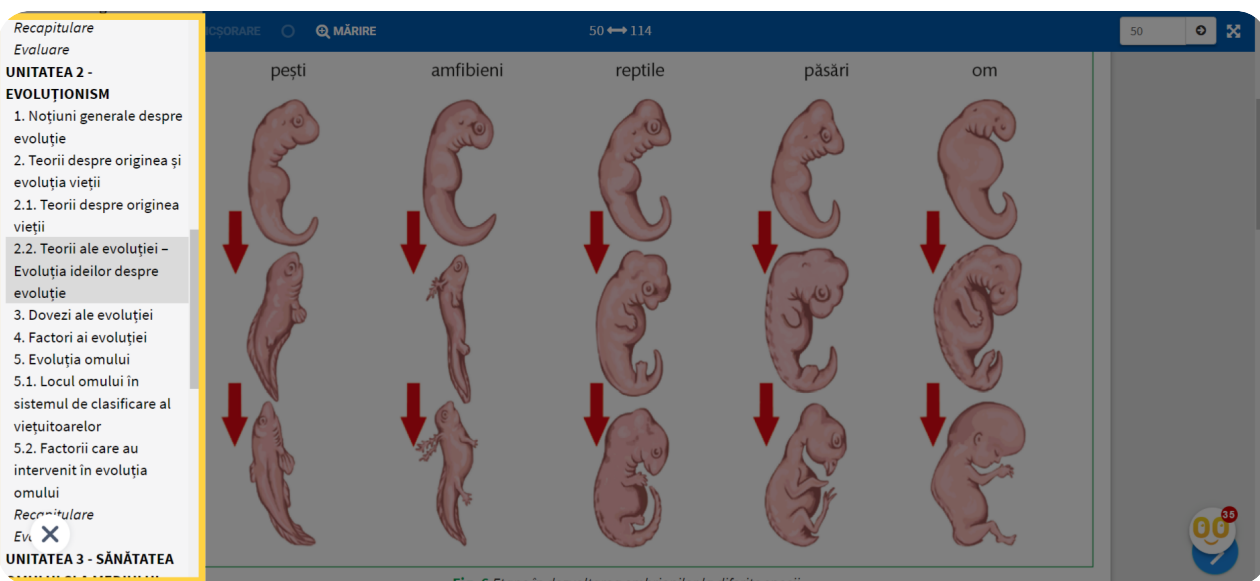 Recapitulare
Evaluare
UNITATEA 2 -
EVOLUȚIONISM
1. Noțiuni generale despre
evoluție
2. Teorii despre originea și
evoluția vieții
2.1. Teorii despre originea
vieții
2.2. Teorii ale evoluției –
Evoluția ideilor despre
evoluție
3. Dovezi ale evoluției
4. Factori ai evoluției
5. Evoluția omului
5.1. Locul omului în
sistemul de clasificare al
viețuitoarelor
5.2. Factorii care au
intervenit în evoluția
omului
Recapitulare
UNITATEA 3 - SĂNĂTATEA
MĂRIRE
50 ⟷ 114
50
pești amfibieni reptile păsări om
35